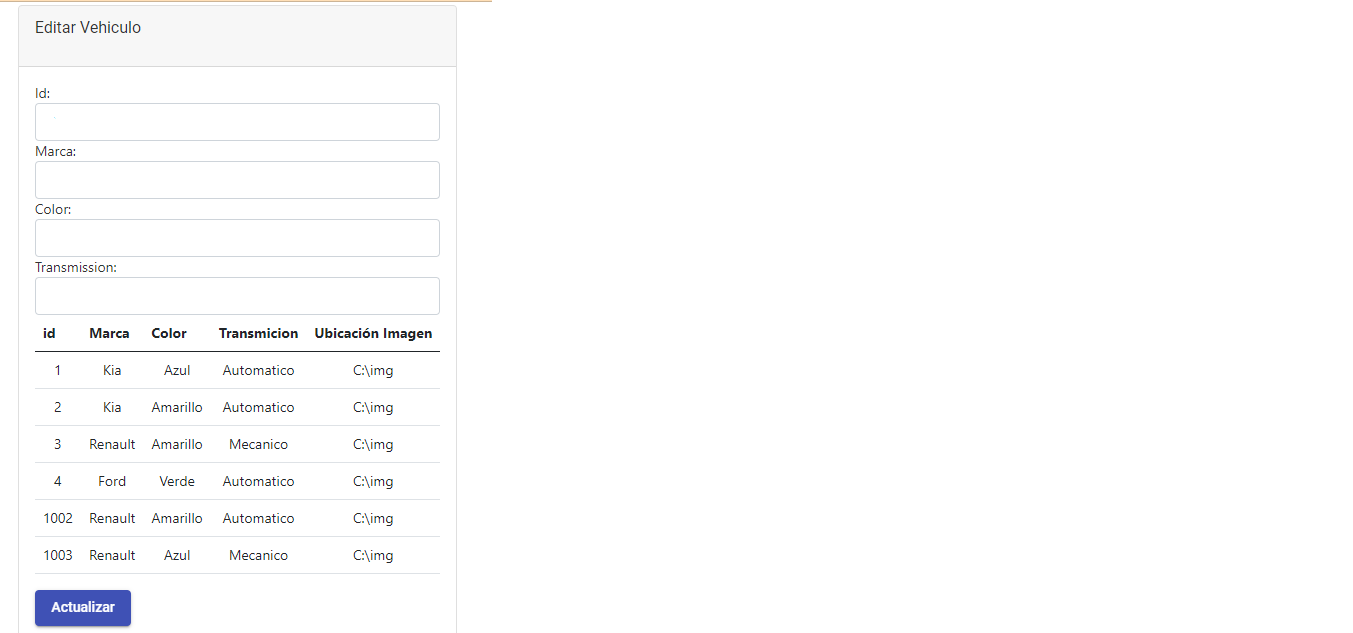 Editar Vehiculo
Id:
Marca:
Color:
Transmission:
id Marca Color Transmicion Ubicación Imagen
1 Kia Azul Automatico C:\img
2 Kia Amarillo Automatico C:\img
3 Renault Amarillo Mecanico C:\img
4 Ford Verde Automatico C:\img
1002 Renault Amarillo Automatico C:\img
1003 Renault Azul Mecanico C:\img
Actualizar